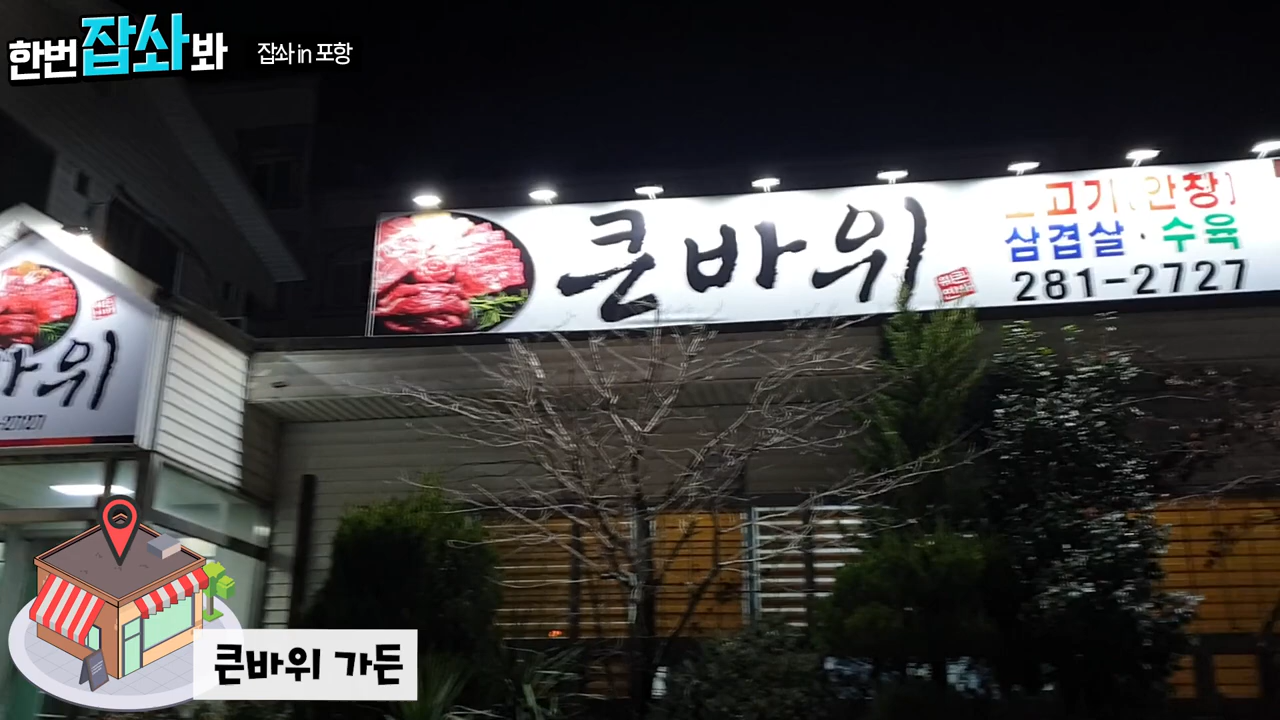 한번잡솨봐
잡솨 in 포항
큰바위
고기(안창)
삼겹살·수육
281-2727
바위
큰바위 가든